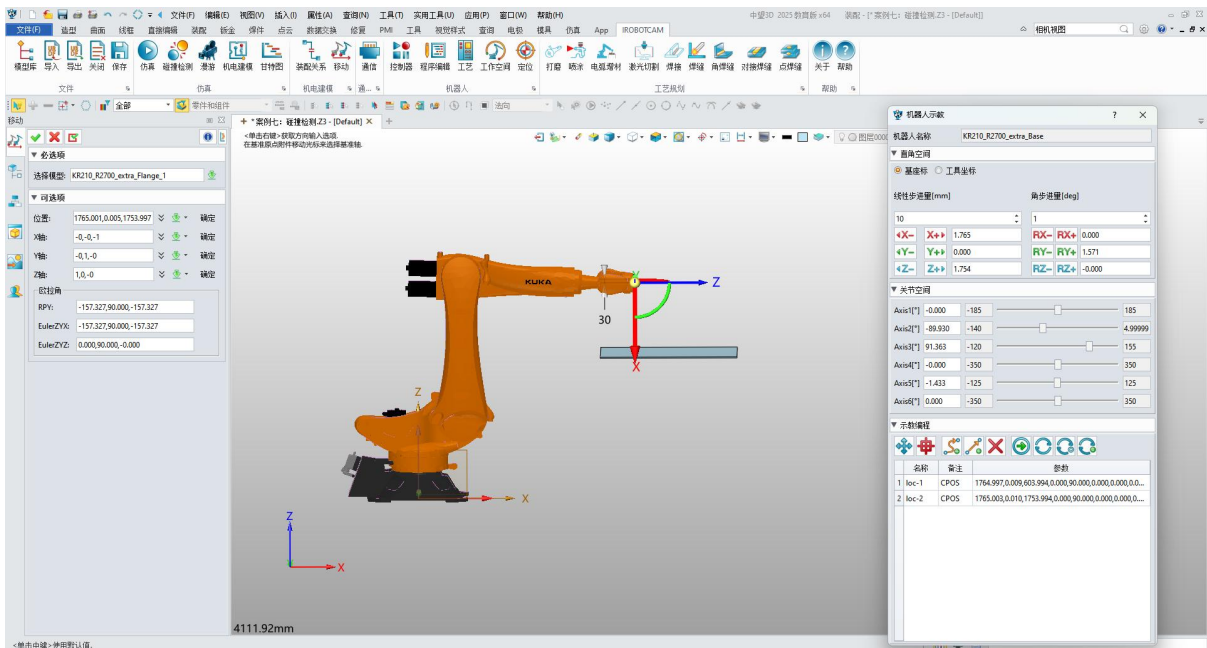 文件(F) 编辑(E) 视图(V) 插入(I) 属性(A) 查询(N) 工具(T) 实用工具(U) 应用(P) 窗口(W) 帮助(H) 中望3D 2025 教育版 x64 装配 - [* 案例七：碰撞检测.Z3 - [Default]]
文件(F) 造型 曲面 线框 直接编辑 装配 钣金 焊件 点云 数据交换 修复 PMI 工具 视觉样式 查询 电极 模具 仿真 App IROBOTCAM 相机视图
模型库 导入 导出 关闭 保存 仿真 碰撞检测 漫游 机电建模 甘特图 装配关系 移动 通信 控制器 程序编辑 工艺 工作空间 定位 打磨 喷涂 电弧增材 激光切割 焊接 焊缝 角焊缝 对接焊缝 点焊缝 关于 帮助
文件 仿真 机电建模 通... 机器人 工艺规划 帮助
全部 零件和组件 法向
移动
* 案例七：碰撞检测.Z3 - [Default]
<单击右键>获取方向输入选项.
在基准原点附件移动光标来选择基准轴.
图层0000
必选项
选择模型: KR210_R2700_extra_Flange_1
可选项
位置: 1765.001,0.005,1753.997 确定
X轴: -0,-0,-1 确定
Y轴: -0,1,-0 确定
Z轴: 1,0,-0 确定
欧拉角
RPY: -157.327,90.000,-157.327
EulerZYX: -157.327,90.000,-157.327
EulerZYZ: 0.000,90.000,-0.000
KUKA
Y
Z
30
X
Z
X
Z
X
4111.92mm
<单击中键>使用默认值.
机器人示教 ? X
机器人名称 KR210_R2700_extra_Base
直角空间
基座标 工具坐标
线性步进量[mm] 角步进量[deg]
10 1
X- X+ 1.765 RX- RX+ 0.000
Y- Y+ 0.000 RY- RY+ 1.571
Z- Z+ 1.754 RZ- RZ+ -0.000
关节空间
Axis1[°] -0.000 -185 185
Axis2[°] -89.930 -140 4.99999
Axis3[°] 91.363 -120 155
Axis4[°] -0.000 -350 350
Axis5[°] -1.433 -125 125
Axis6[°] 0.000 -350 350
示教编程
名称 备注 参数
1 loc-1 CPOS 1764.997,0.009,603.994,0.000,90.000,0.000,0.000,0.0...
2 loc-2 CPOS 1765.003,0.010,1753.994,0.000,90.000,0.000,0.000,0....